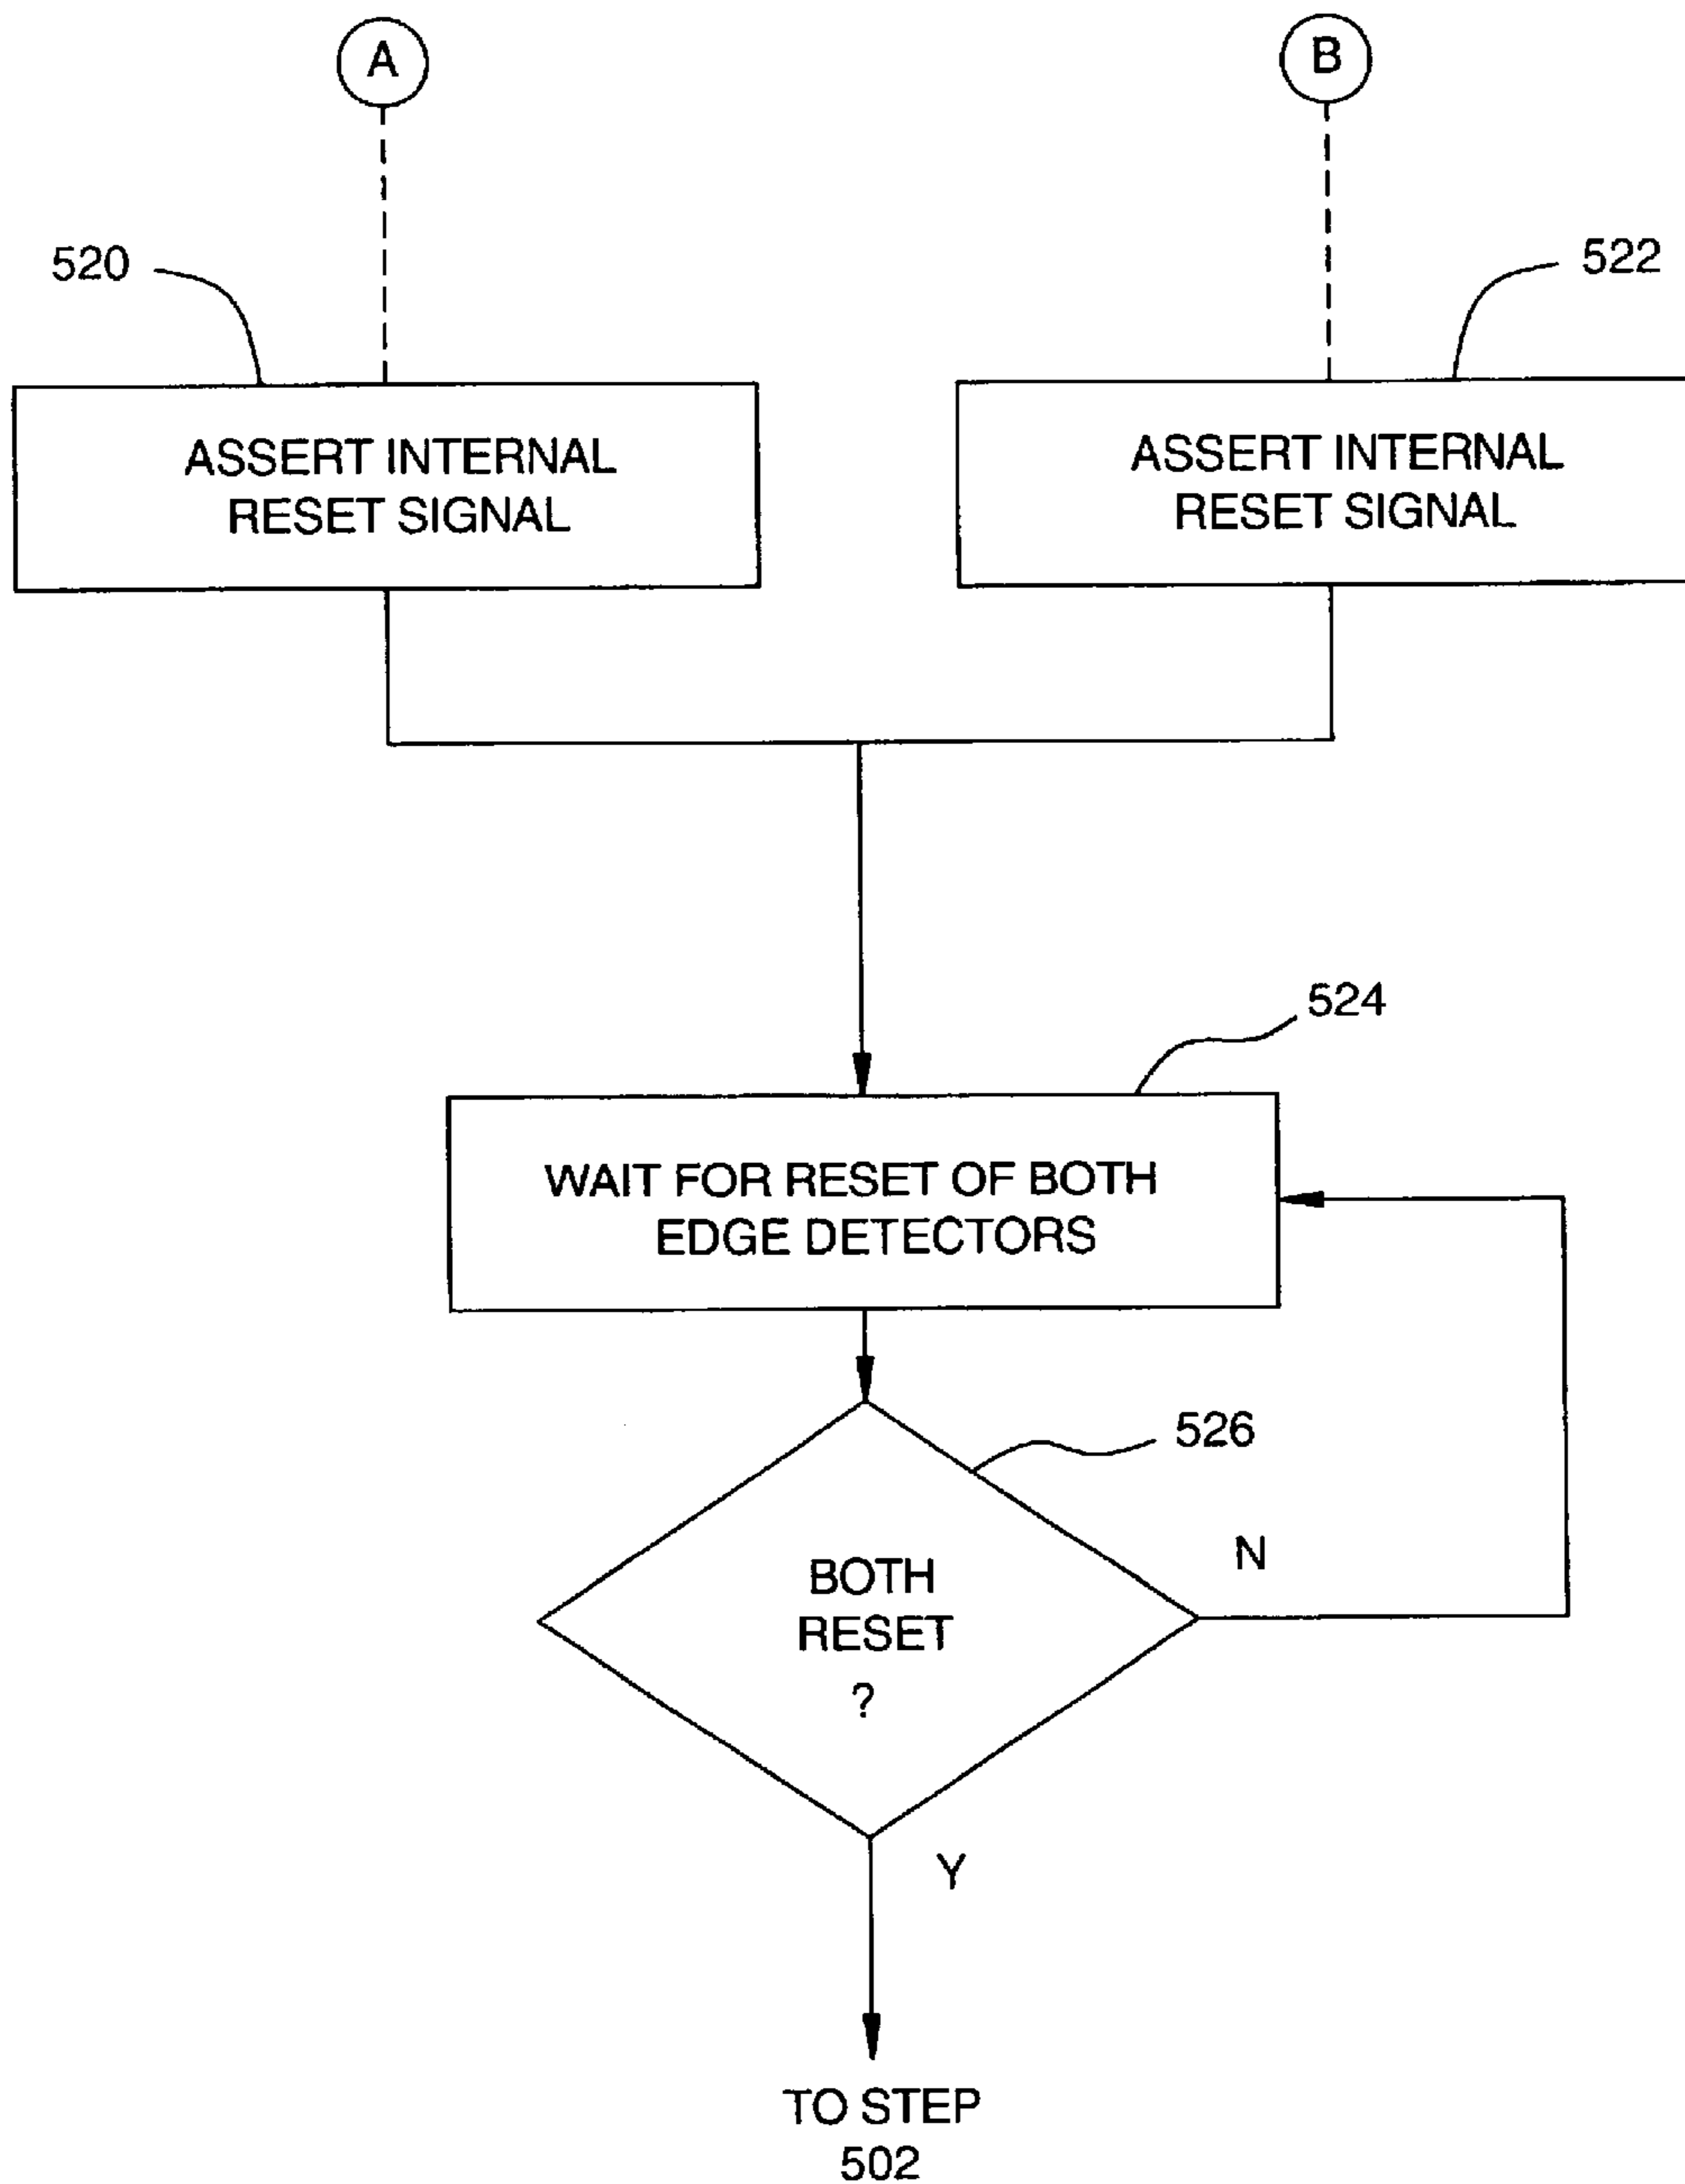 A
B
520
522
ASSERT INTERNAL
RESET SIGNAL
ASSERT INTERNAL
RESET SIGNAL
524
WAIT FOR RESET OF BOTH
EDGE DETECTORS
526
N
BOTH
RESET
?
Y
TO STEP
502